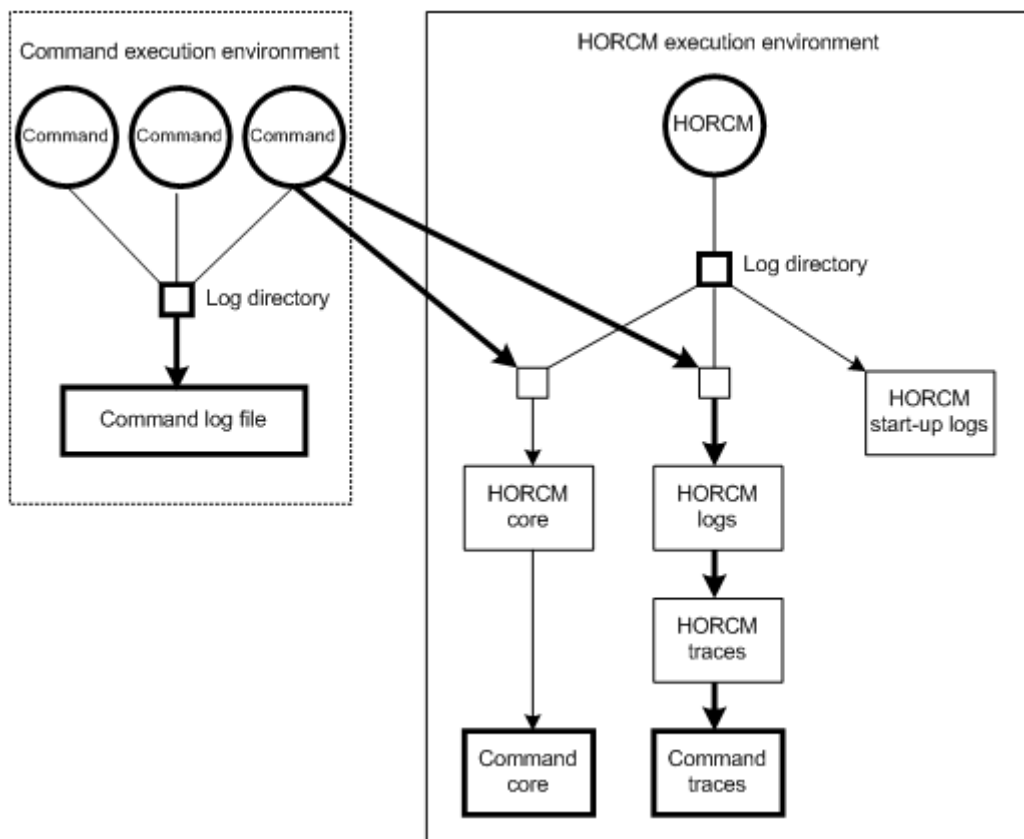 Command execution environment
Command
Command
Command
Log directory
Command log file
HORCM execution environment
HORCM
Log directory
HORCM
start-up logs
HORCM
core
HORCM
logs
HORCM
traces
Command
core
Command
traces